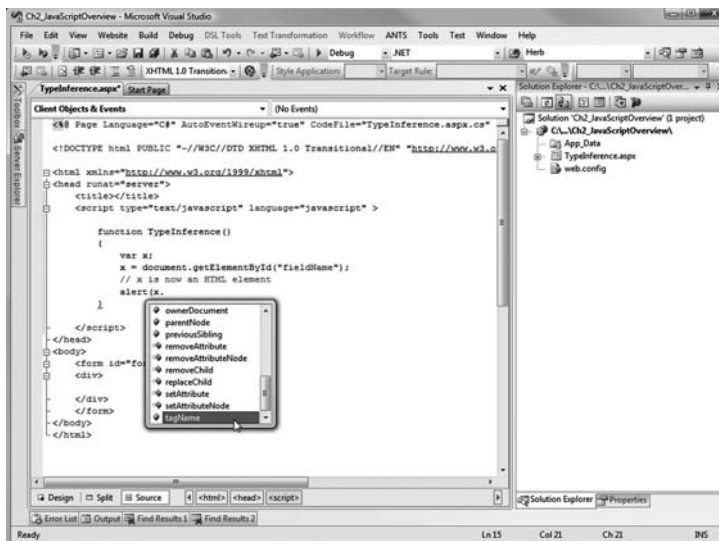 Ch2_JavaScriptOverview - Microsoft Visual Studio
File Edit View Website Build Debug DSL Tools Text Transformation Workflow ANTS Tools Test Window Help
Debug .NET Herb
XHTML 1.0 Transition Style Application: Target Rule:
Toolbox
Server Explorer
TypeInference.aspx* Start Page
Client Objects & Events (No Events)
<%@ Page Language="C#" AutoEventWireup="true" CodeFile="TypeInference.aspx.cs"
<!DOCTYPE html PUBLIC "-//W3C//DTD XHTML 1.0 Transitional//EN" "http://www.w3.o
<html xmlns="http://www.w3.org/1999/xhtml">
<head runat="server">
<title></title>
<script type="text/javascript" language="javascript" >
function TypeInference()
{
var x;
x = document.getElementById("fieldName");
// x is now an HTML element
alert(x.
}
ownerDocument
parentNode
previousSibling
removeAttribute
removeAttributeNode
removeChild
replaceChild
setAttribute
setAttributeNode
tagName
</script>
</head>
<body>
<form id="fo
<div>
</div>
</form>
</body>
</html>
Design Split Source <html> <head> <script>
Solution Explorer - C:\...\Ch2_JavaScriptOver...
Solution 'Ch2_JavaScriptOverview' (1 project)
C:\...\Ch2_JavaScriptOverview\
App_Data
TypeInference.aspx
web.config
Solution Explorer Properties
Error List Output Find Results 1 Find Results 2
Ready Ln 15 Col 21 Ch 21 INS